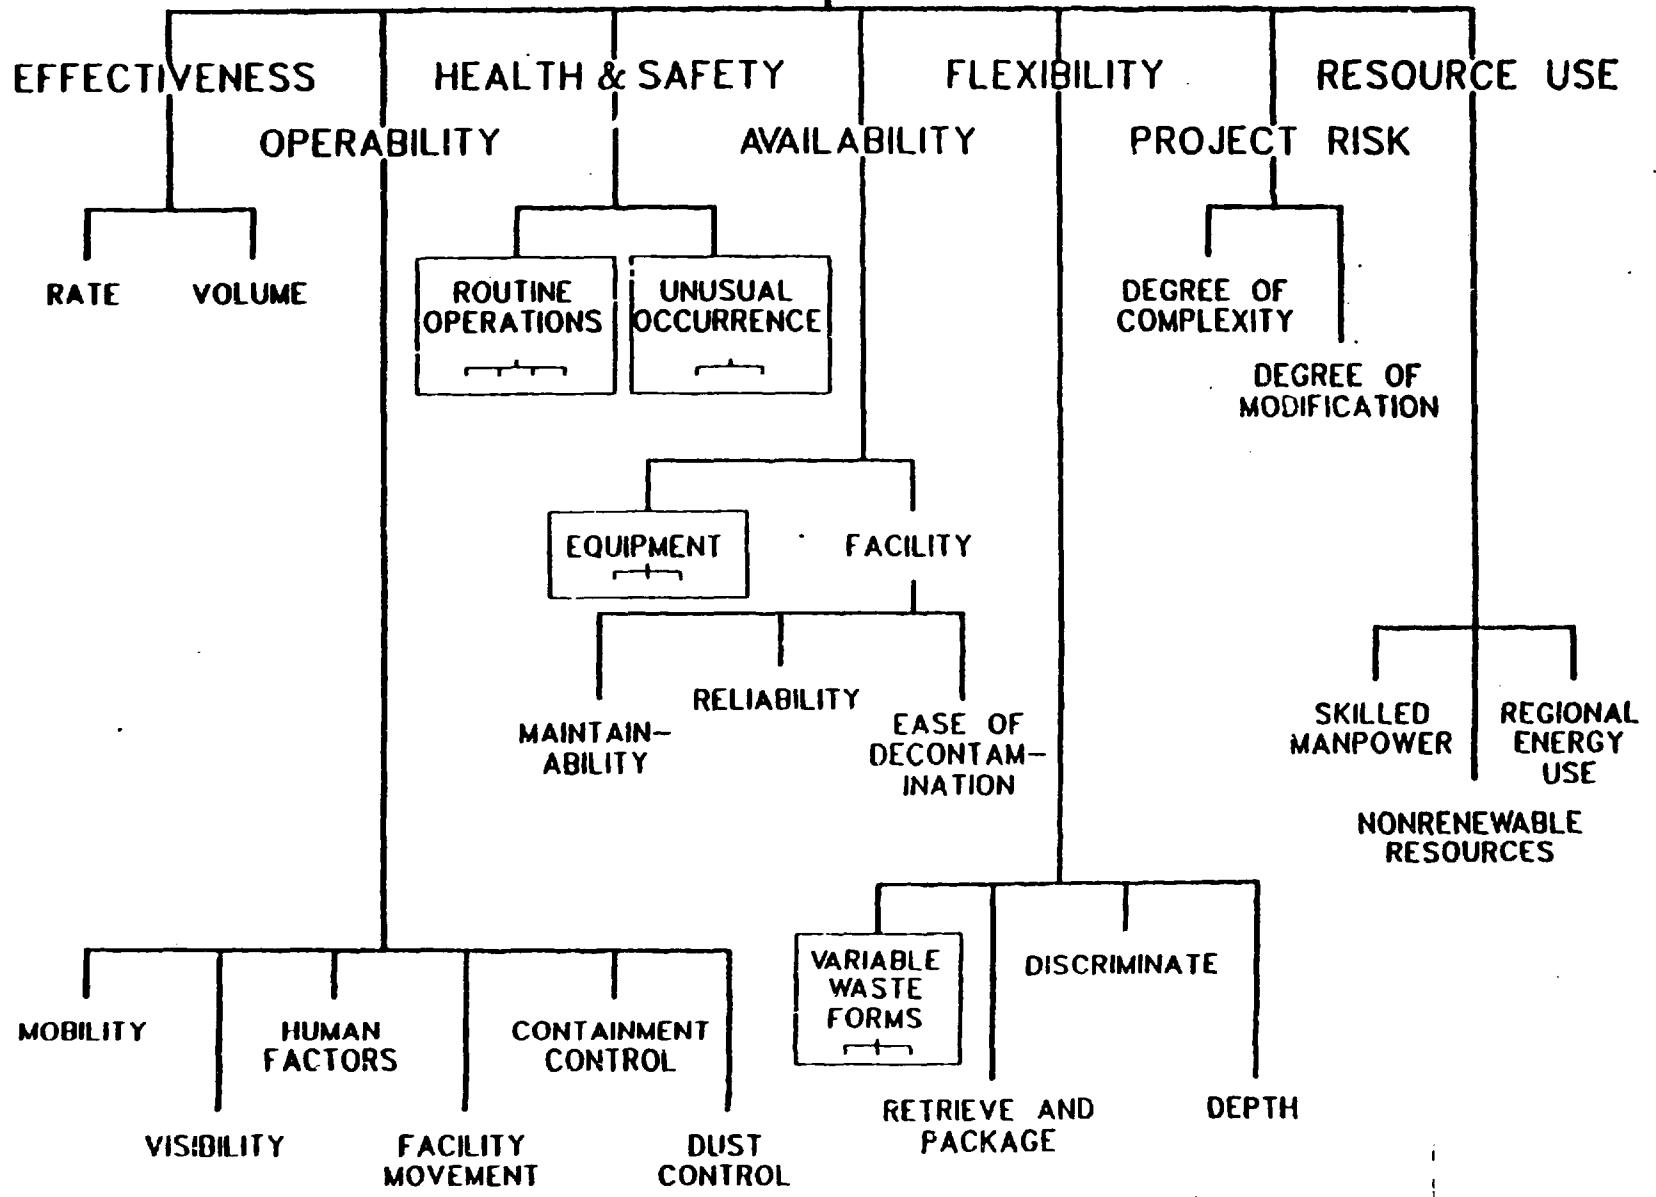 EFFECTIVENESS
HEALTH & SAFETY
FLEXIBILITY
RESOURCE USE
OPERABILITY
AVAILABILITY
PROJECT RISK
RATE
VOLUME
ROUTINE
OPERATIONS
UNUSUAL
OCCURRENCE
DEGREE OF
COMPLEXITY
DEGREE OF
MODIFICATION
EQUIPMENT
FACILITY
MAINTAIN-
ABILITY
RELIABILITY
EASE OF
DECONTAM-
INATION
SKILLED
MANPOWER
REGIONAL
ENERGY
USE
NONRENEWABLE
RESOURCES
MOBILITY
VISIBILITY
HUMAN
FACTORS
FACILITY
MOVEMENT
CONTAINMENT
CONTROL
DUST
CONTROL
VARIABLE
WASTE
FORMS
RETRIEVE AND
PACKAGE
DISCRIMINATE
DEPTH